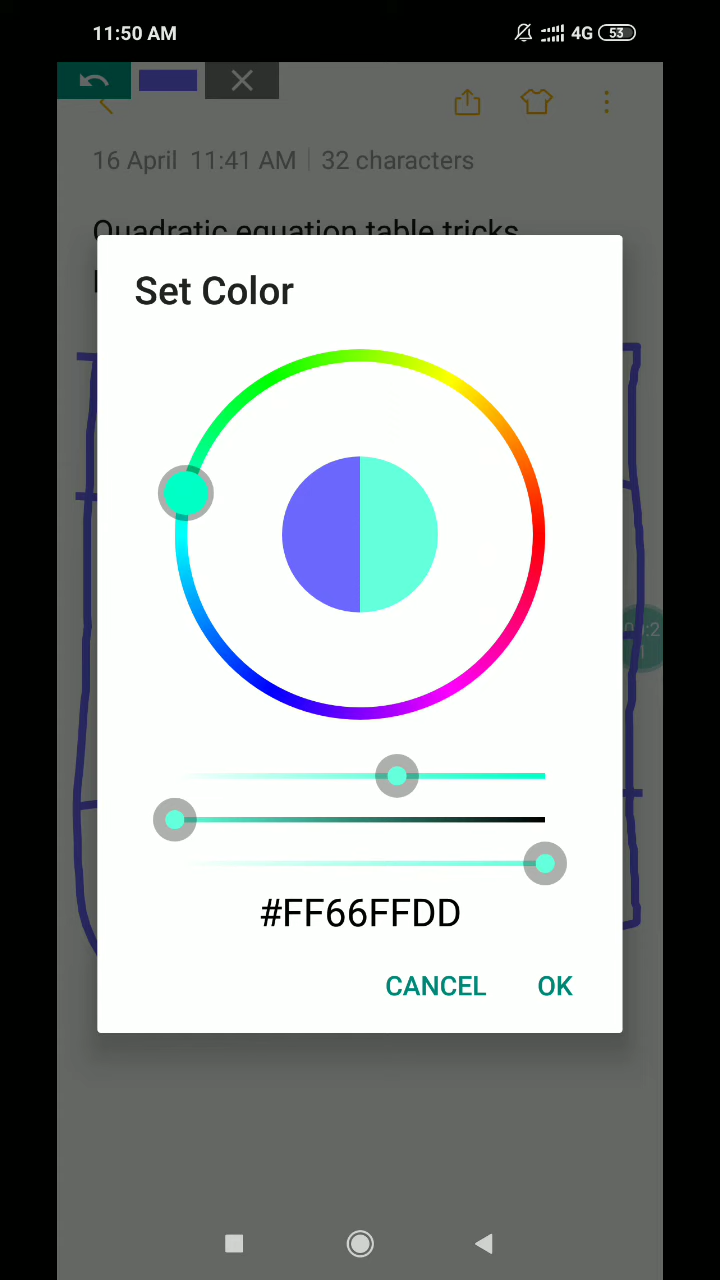 11:50 AM
4G 53
16 April 11:41 AM | 32 characters
Quadratic equation table tricks
Set Color
#FF66FFDD
CANCEL OK